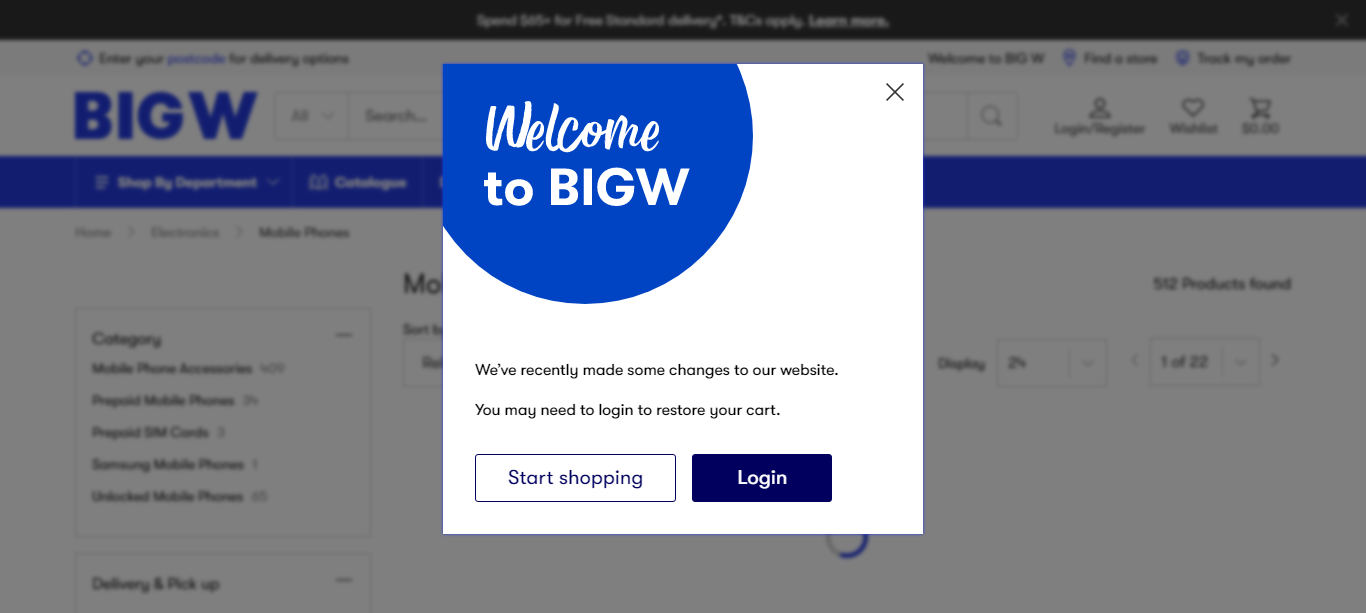 Spend $65+ for Free Standard delivery*. T&Cs apply. Learn more.
Enter your postcode for delivery options
Welcome to BIG W
Find a store
Track my order
BIGW
All
Search...
Login/Register
Wishlist
$0.00
Shop By Department
Catalogue
Home
Electronics
Mobile Phones
512 Products found
Category
Mobile Phone Accessories 409
Prepaid Mobile Phones 34
Prepaid SIM Cards 3
Samsung Mobile Phones 1
Unlocked Mobile Phones 65
Delivery & Pick up
Display
24
1 of 22
Welcome
to BIGW
We've recently made some changes to our website.
You may need to login to restore your cart.
Start shopping
Login